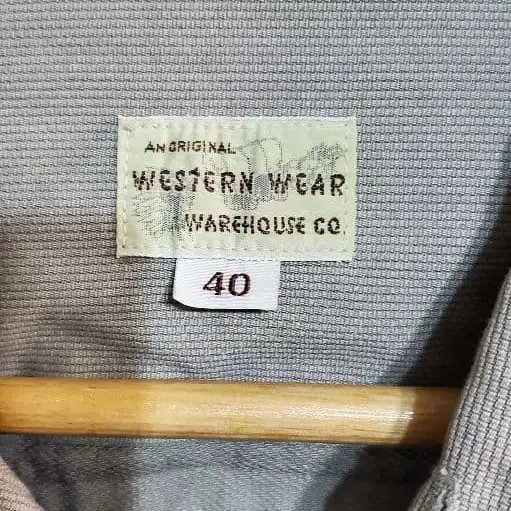 AN ORIGINAL
WESTERN WEAR
WAREHOUSE CO.
40